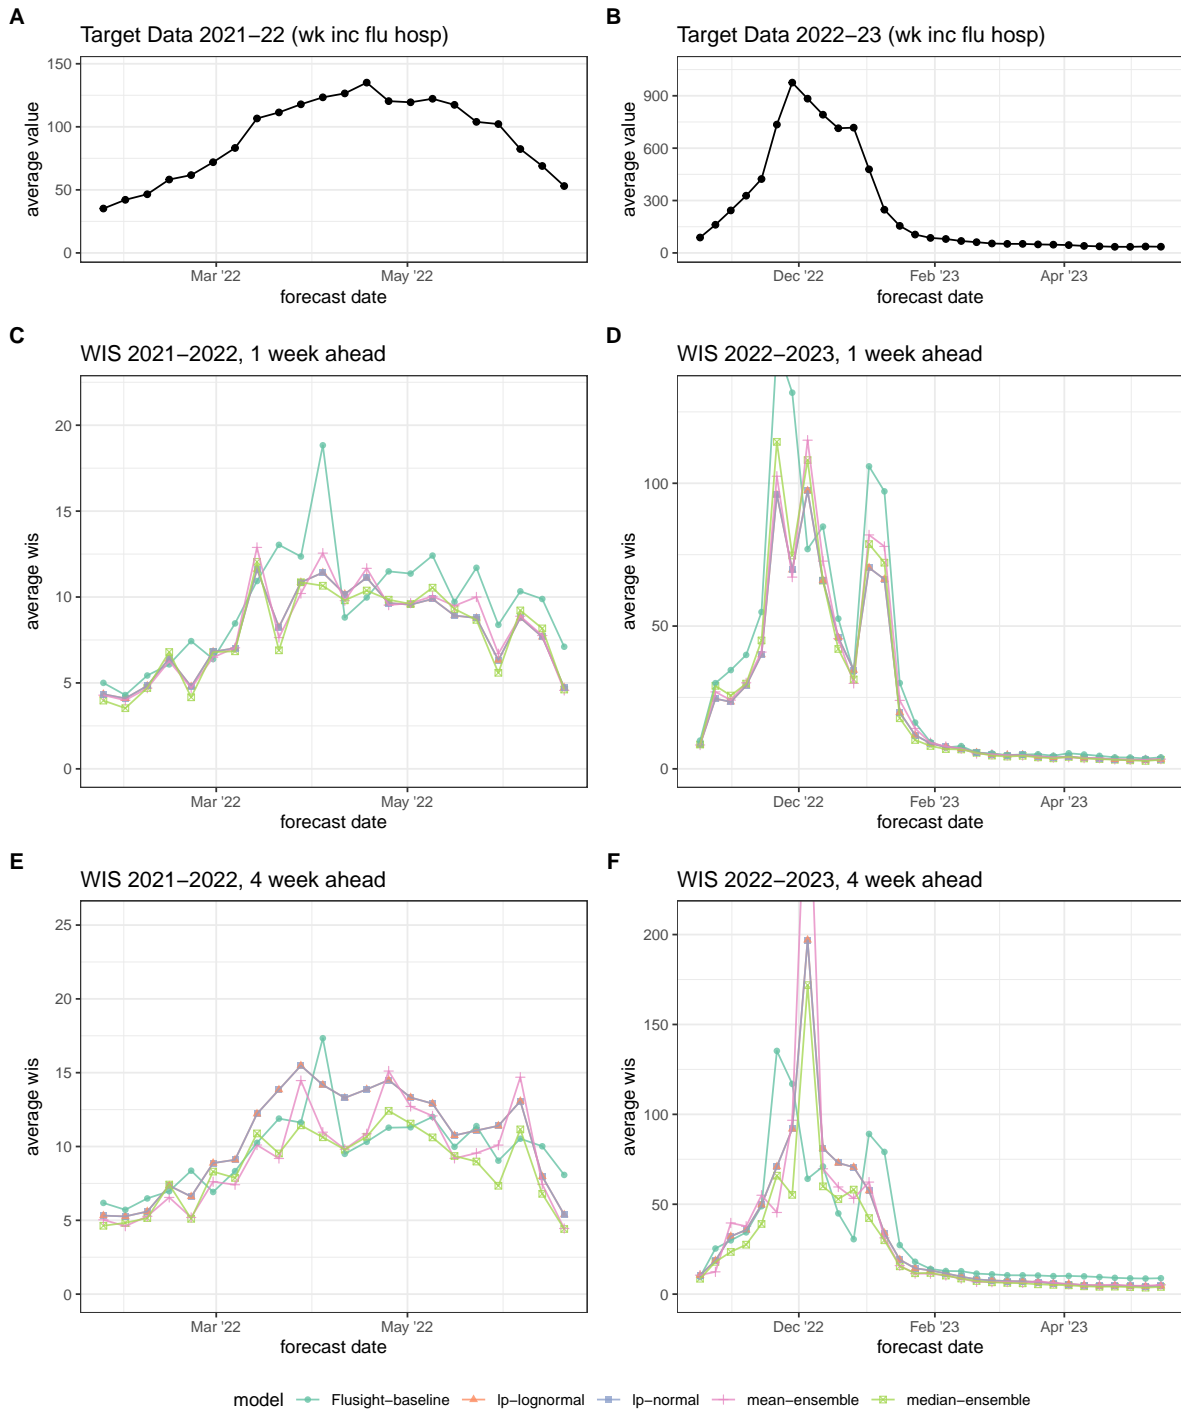 A
Target Data 2021−22 (wk inc flu hosp)
150
100
50
0
average value
Mar '22
May '22
forecast date
B
Target Data 2022−23 (wk inc flu hosp)
900
600
300
0
average value
Dec '22
Feb '23
Apr '23
forecast date
C
WIS 2021−2022, 1 week ahead
20
15
10
5
0
average wis
Mar '22
May '22
forecast date
D
WIS 2022−2023, 1 week ahead
100
50
0
average wis
Dec '22
Feb '23
Apr '23
forecast date
E
WIS 2021−2022, 4 week ahead
25
20
15
10
5
0
average wis
Mar '22
May '22
forecast date
F
WIS 2022−2023, 4 week ahead
200
150
100
50
0
average wis
Dec '22
Feb '23
Apr '23
forecast date
model Flusight−baseline lp−lognormal lp−normal mean−ensemble median−ensemble